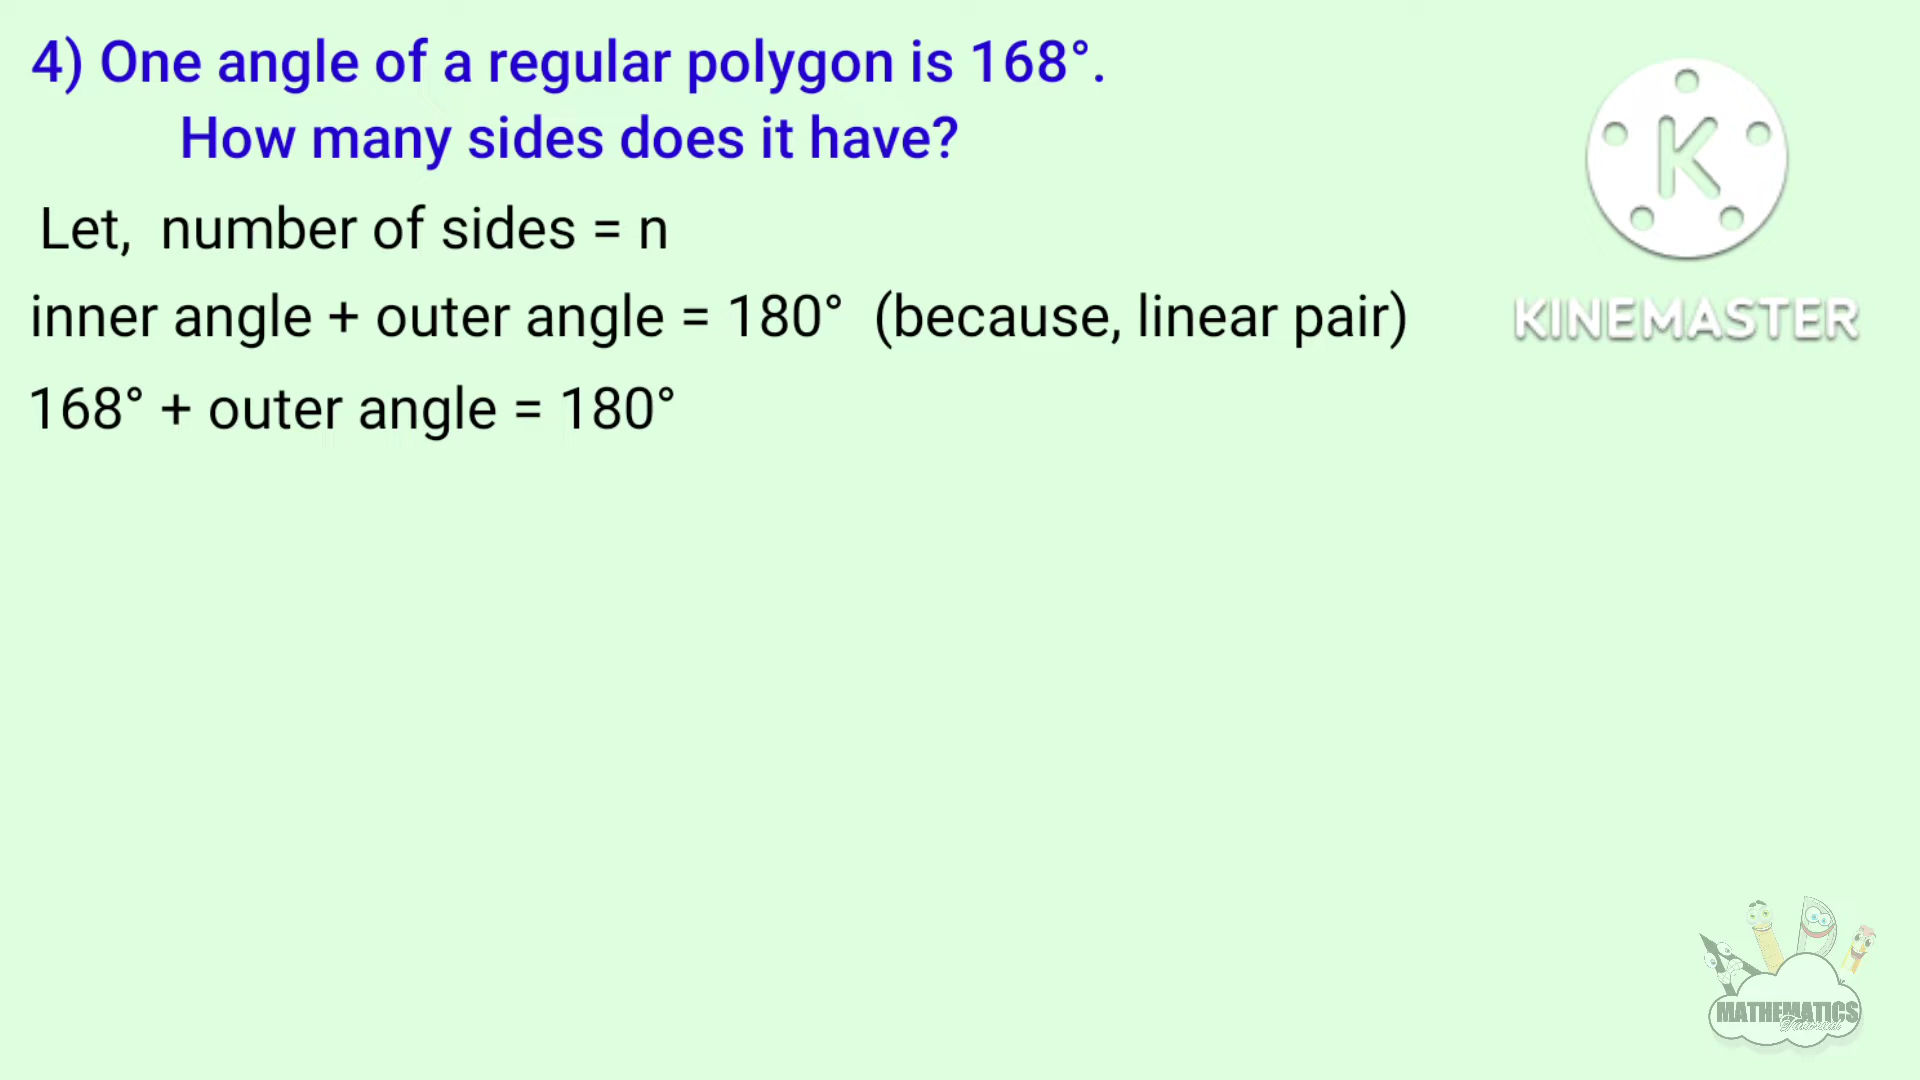 4) One angle of a regular polygon is 168°.
How many sides does it have?
Let, number of sides = n
inner angle + outer angle = 180° (because, linear pair)
168° + outer angle = 180°
K
KINEMASTER
MATHEMATICS
Tutorial